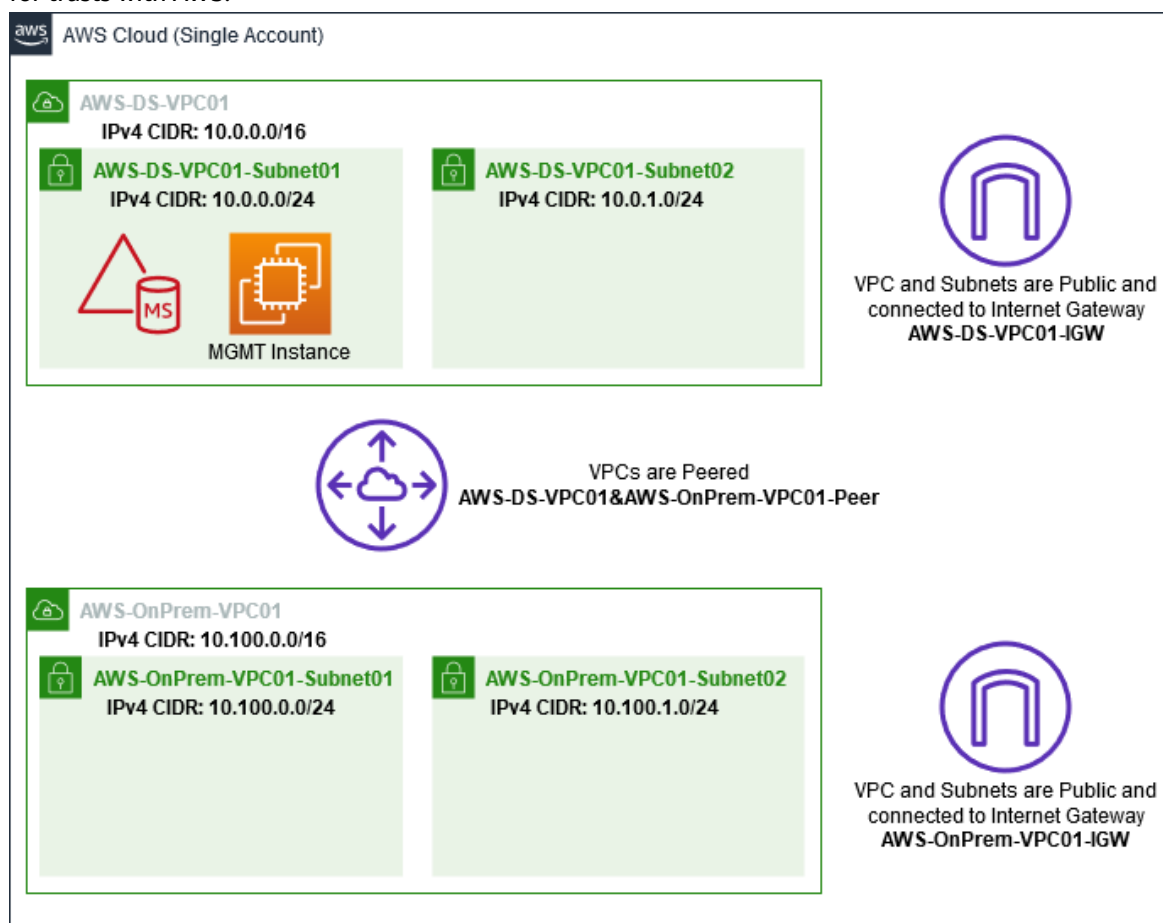 for trusts with AWS.
aws
AWS Cloud (Single Account)
AWS-DS-VPC01
IPv4 CIDR: 10.0.0.0/16
AWS-DS-VPC01-Subnet01
IPv4 CIDR: 10.0.0.0/24
MS
MGMT Instance
AWS-DS-VPC01-Subnet02
IPv4 CIDR: 10.0.1.0/24
VPC and Subnets are Public and
connected to Internet Gateway
AWS-DS-VPC01-IGW
VPCs are Peered
AWS-DS-VPC01&AWS-OnPrem-VPC01-Peer
AWS-OnPrem-VPC01
IPv4 CIDR: 10.100.0.0/16
AWS-OnPrem-VPC01-Subnet01
IPv4 CIDR: 10.100.0.0/24
AWS-OnPrem-VPC01-Subnet02
IPv4 CIDR: 10.100.1.0/24
VPC and Subnets are Public and
connected to Internet Gateway
AWS-OnPrem-VPC01-IGW